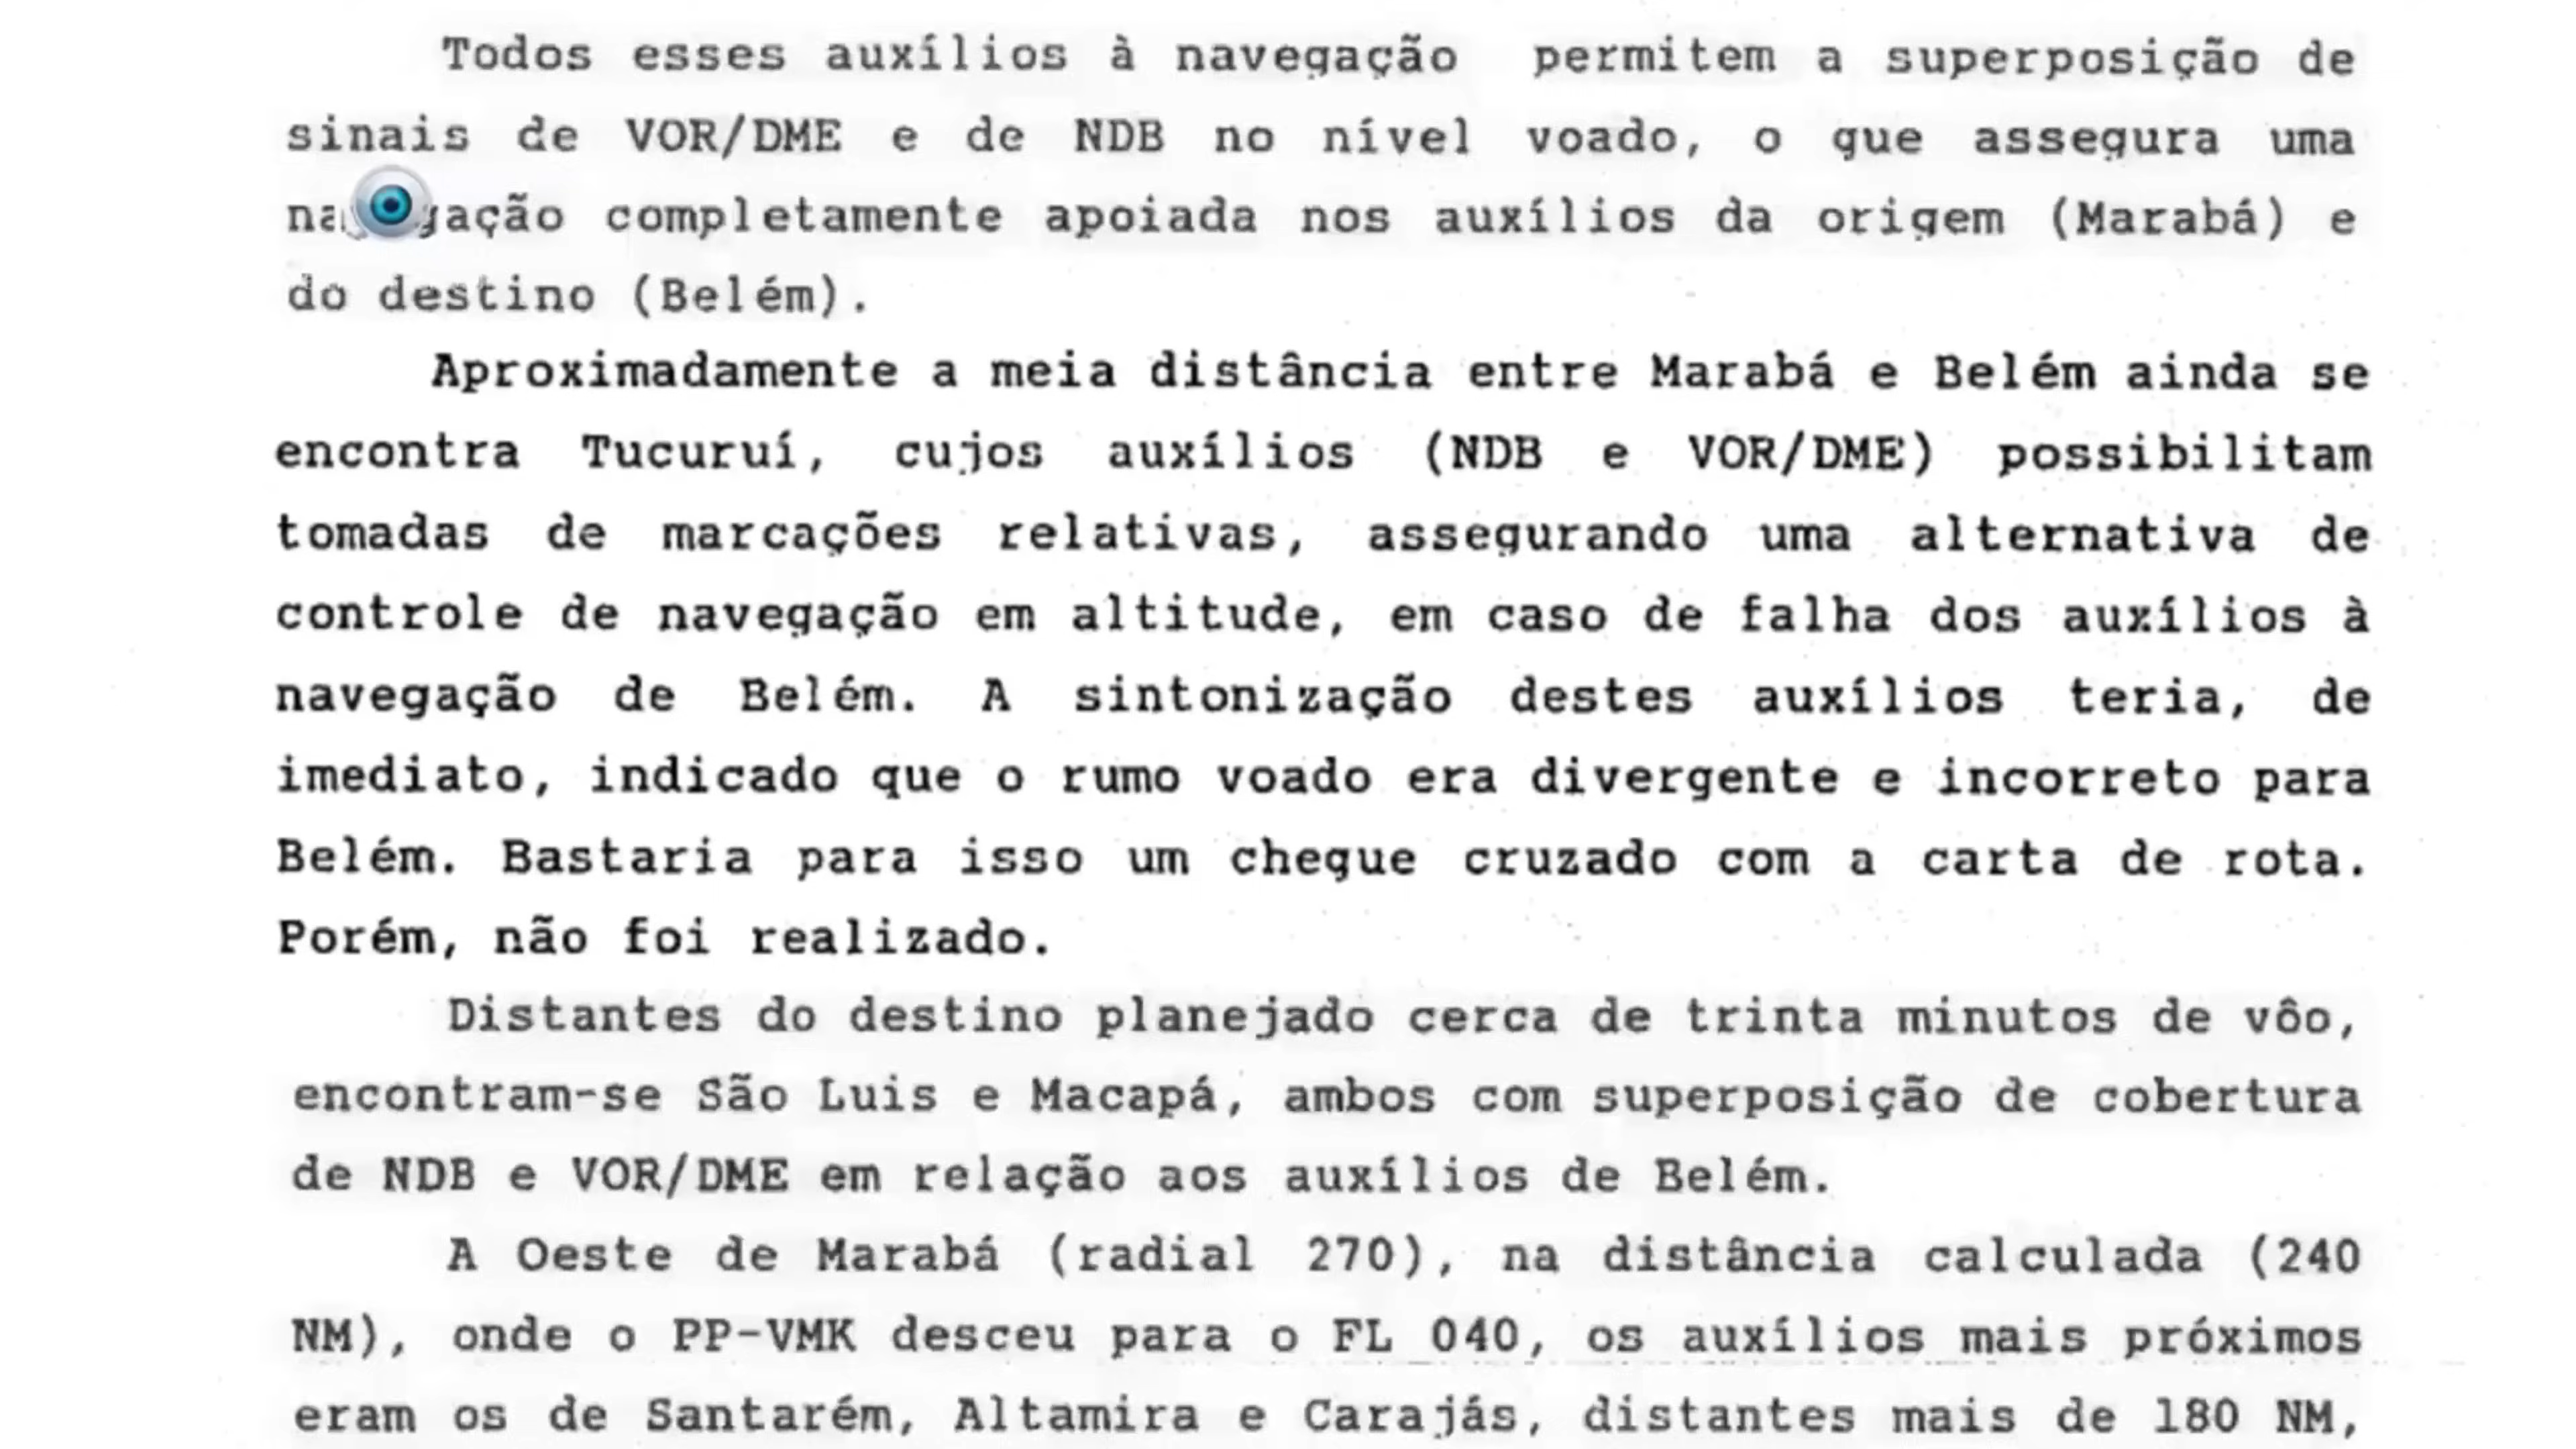 Todos esses auxílios à navegação permitem a superposição de
sinais de VOR/DME e de NDB no nível voado, o que assegura uma
completamente apoiada nos auxílios da origem (Marabá) e
do destino (Belém).
Aproximadamente a meia distância entre Marabá e Belém ainda se
encontra Tucuruí, cujos auxílios (NDB e VOR/DME) possibilitam
tomadas de marcações relativas, assegurando uma alternativa de
controle de navegação em altitude, em caso de falha dos auxílios à
navegação de Belém. A sintonização destes auxílios teria, de
imediato, indicado que o rumo voado era divergente e incorreto para
Belém. Bastaria para isso um cheque cruzado com a carta de rota.
Porém, não foi realizado.
Distantes do destino planejado cerca de trinta minutos de vôo,
encontram-se São Luis e Macapá, ambos com superposição de cobertura
de NDB e VOR/DME em relação aos auxílios de Belém.
A Oeste de Marabá (radial 270), na distância calculada (240
NM), onde o PP-VMK desceu para o FL 040, os auxílios mais próximos
eram os de Santarém, Altamira e Carajás, distantes mais de 180 NM,